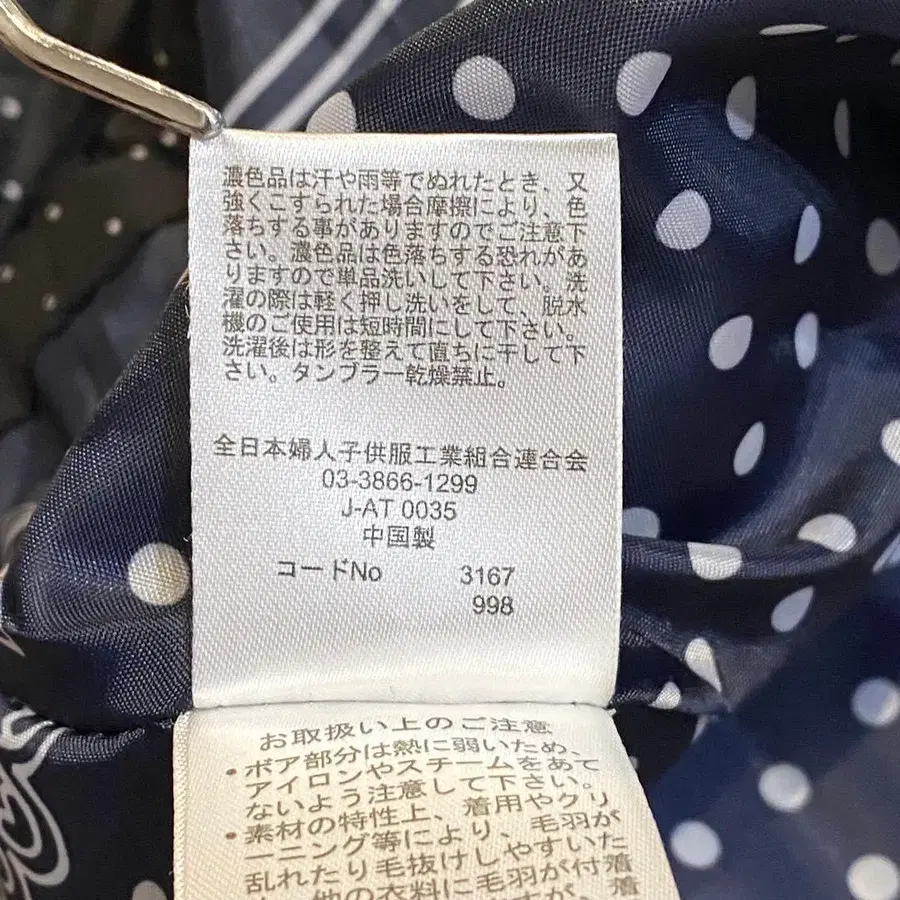 濃色品は汗や雨等でぬれたとき、又
強くこすられた場合摩擦により、色
落ちする事がありますのでご注意下
さい。濃色品は色落ちする恐れがあ
りますので単品洗いして下さい。洗
濯の際は軽く押し洗いをして、脱水
機のご使用は短時間にして下さい。
洗濯後は形を整えて直ちに干して下
さい。タンブラー乾燥禁止。
全日本婦人子供服工業組合連合会
03-3866-1299
J-AT 0035
中国製
コードNo 3167
998
お取扱い上のご注意
・ボア部分は熱に弱いため、
アイロンやスチームをあて
ないよう注意して下さい。
・素材の特性上、着用やクリ
ーニング等により、毛羽が
乱れたり毛抜けしやすいた
他の衣料に毛羽が付着